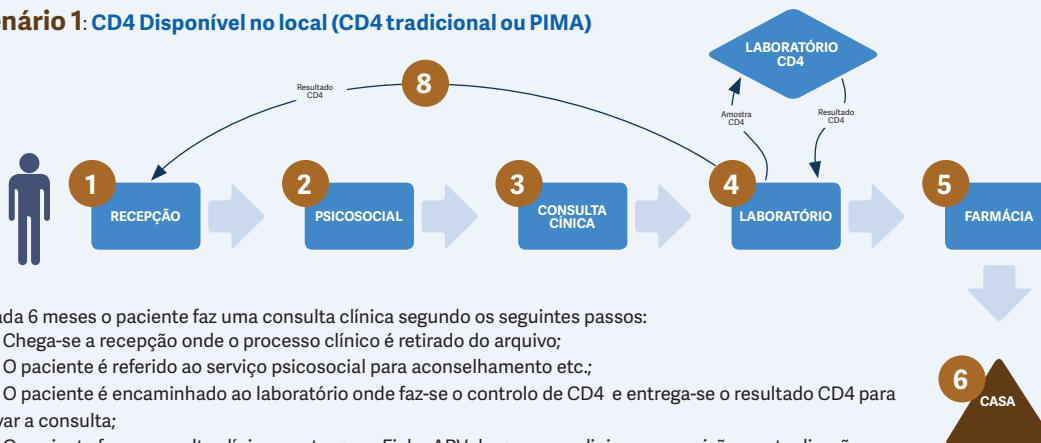 enário 1: CD4 Disponível no local (CD4 tradicional ou PIMA)
LABORATÓRIO
CD4
8
Resultado
CD4
Amostra
CD4
Resultado
CD4
1
RECEPÇÃO
2
PSICOSOCIAL
3
CONSULTA
CÍNICA
4
LABORATÓRIO
5
FARMÁCIA
ada 6 meses o paciente faz uma consulta clínica segundo os seguintes passos:
Chega-se a recepção onde o processo clínico é retirado do arquivo;
O paciente é referido ao serviço psicosocial para aconselhamento etc.;
O paciente é encaminhado ao laboratório onde faz-se o controlo de CD4 e entrega-se o resultado CD4 para
var a consulta;
6
CASA